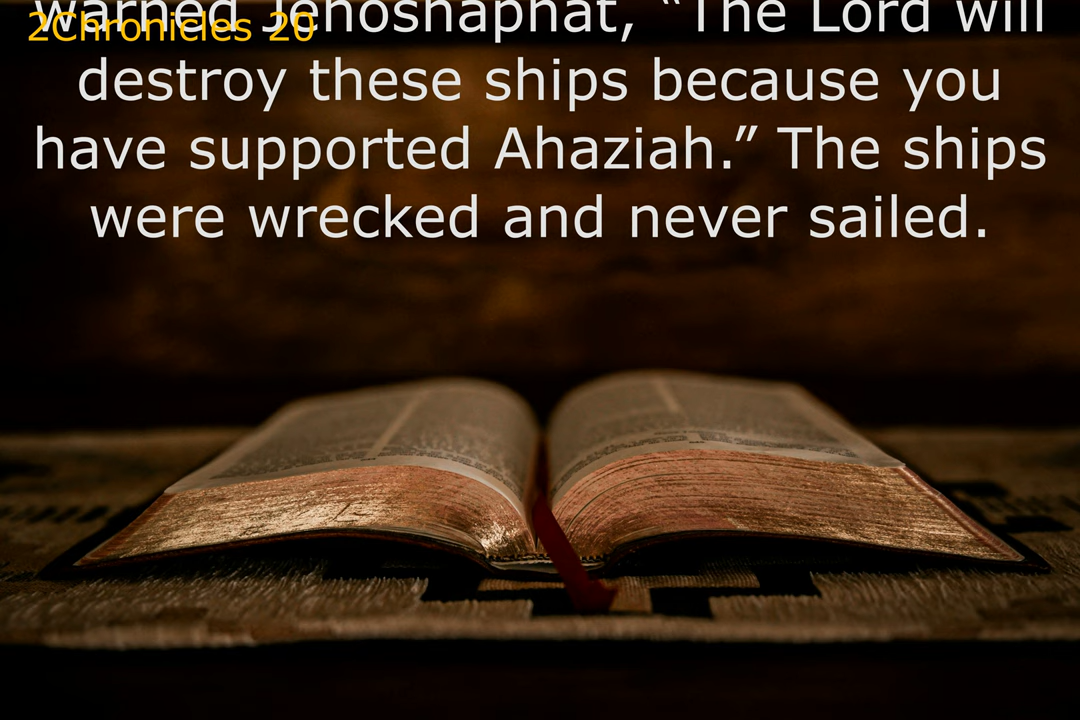 2Chronicles 20
warned Jehoshaphat, “The Lord will
destroy these ships because you
have supported Ahaziah.” The ships
were wrecked and never sailed.